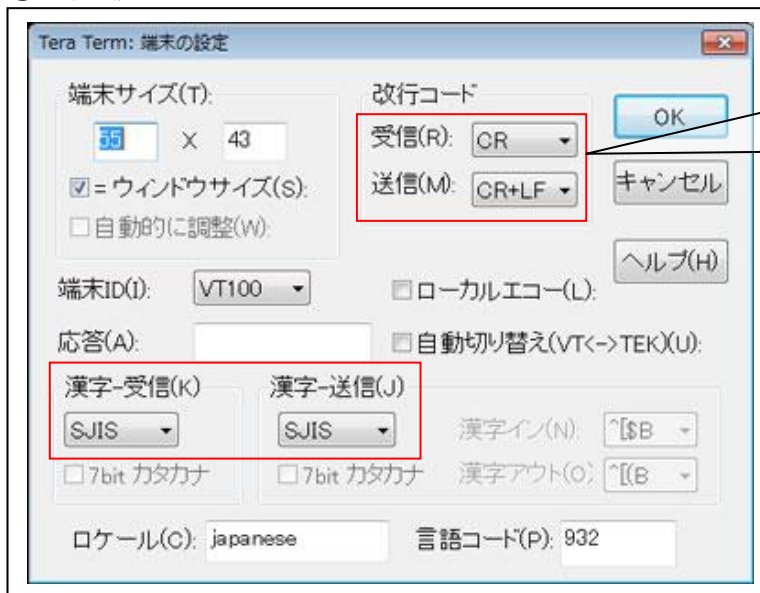 Tera Term: 端末の設定
端末サイズ(T):
55 X 43
☑=ウィンドウサイズ(S):
□自動的に調整(W):
改行コード
受信(R): CR
送信(M): CR+LF
OK
キャンセル
ヘルプ(H)
端末ID(I): VT100
□ローカルエコー(L):
応答(A):
□自動切り替え(VT<->TEK)(U):
漢字-受信(K)
SJIS
□7bit カタカナ
漢字-送信(J)
SJIS
□7bit カタカナ
漢字イン(N): ^[$B
漢字アウト(O): ^[(B
ロケール(C): japanese
言語コード(P): 932